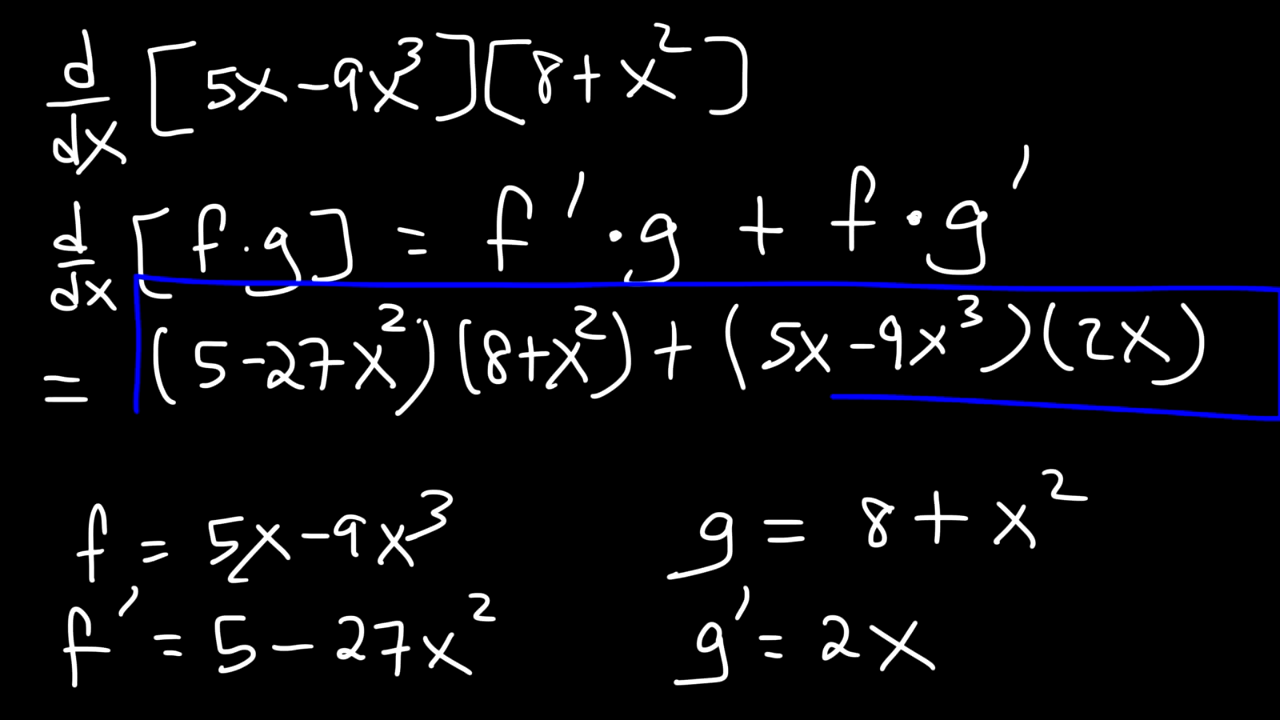 d/dx [5x-9x³][8+x²]
d/dx [f·g] = f'·g + f·g'
= (5-27x²)(8+x²)+(5x-9x³)(2x)
f = 5x-9x³ g = 8+x²
f' = 5-27x² g' = 2x